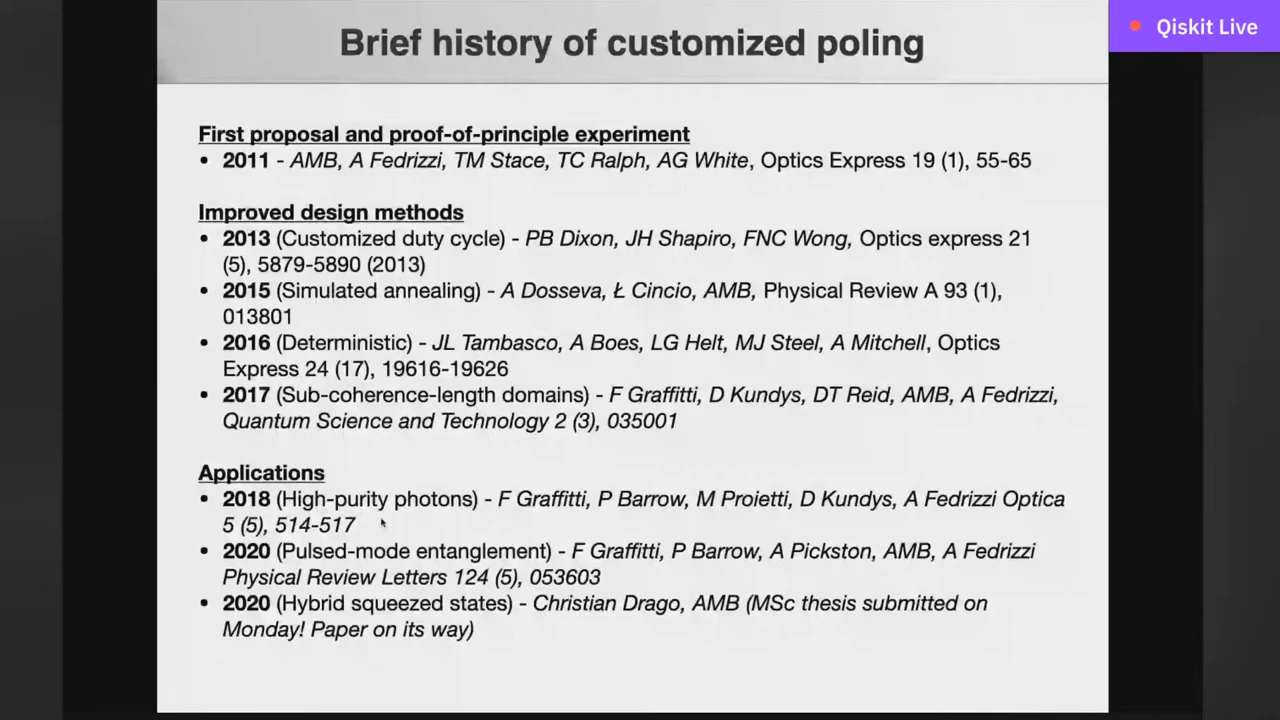 Brief history of customized poling
Qiskit Live
First proposal and proof-of-principle experiment
• 2011 - AMB, A Fedrizzi, TM Stace, TC Ralph, AG White, Optics Express 19 (1), 55-65
Improved design methods
• 2013 (Customized duty cycle) - PB Dixon, JH Shapiro, FNC Wong, Optics express 21
(5), 5879-5890 (2013)
• 2015 (Simulated annealing) - A Dosseva, Ł Cincio, AMB, Physical Review A 93 (1),
013801
• 2016 (Deterministic) - JL Tambasco, A Boes, LG Helt, MJ Steel, A Mitchell, Optics
Express 24 (17), 19616-19626
• 2017 (Sub-coherence-length domains) - F Graffitti, D Kundys, DT Reid, AMB, A Fedrizzi,
Quantum Science and Technology 2 (3), 035001
Applications
• 2018 (High-purity photons) - F Graffitti, P Barrow, M Proietti, D Kundys, A Fedrizzi Optica
5 (5), 514-517
• 2020 (Pulsed-mode entanglement) - F Graffitti, P Barrow, A Pickston, AMB, A Fedrizzi
Physical Review Letters 124 (5), 053603
• 2020 (Hybrid squeezed states) - Christian Drago, AMB (MSc thesis submitted on
Monday! Paper on its way)